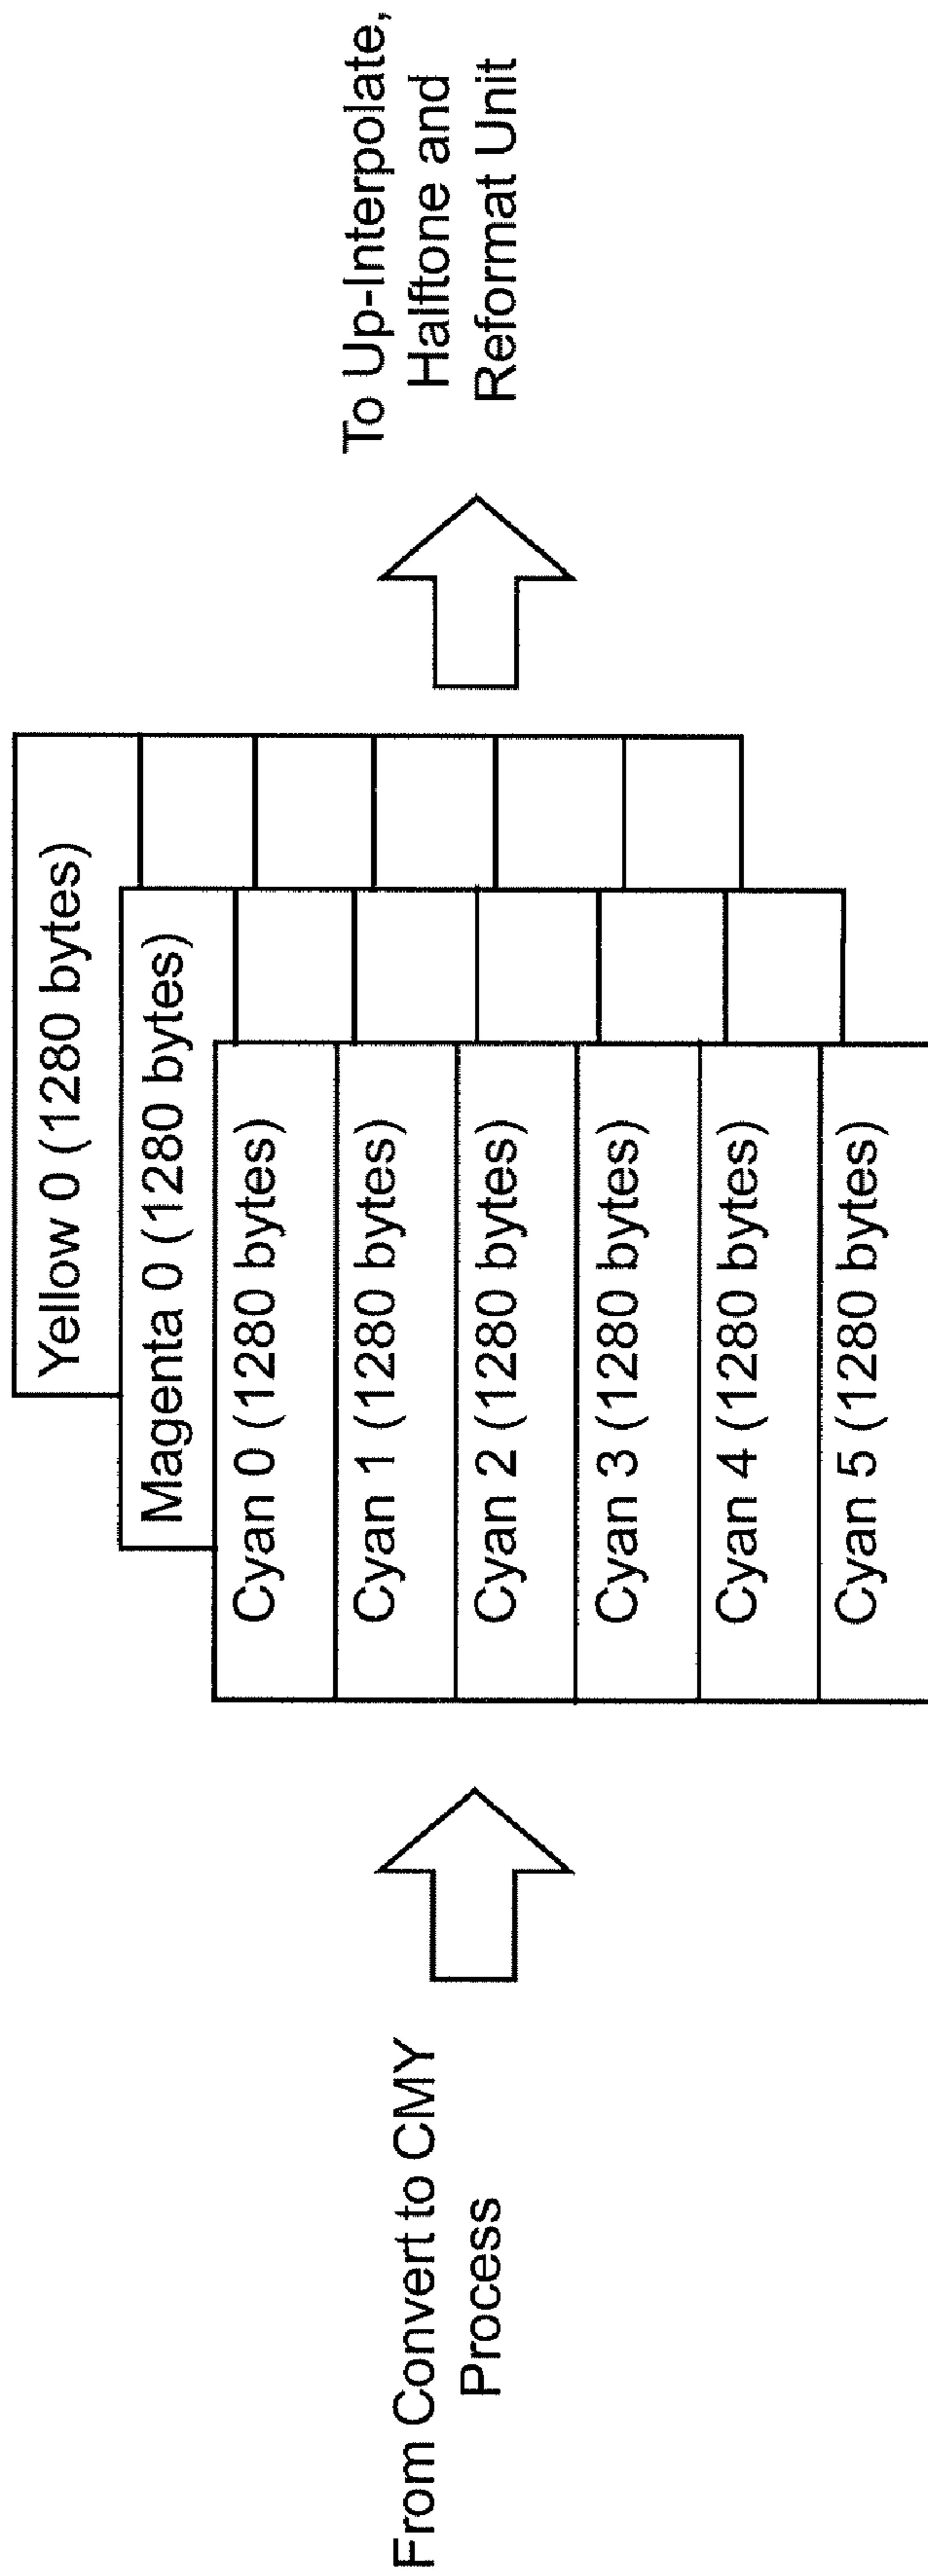 From Convert to CMY
Process
Yellow 0 (1280 bytes)
Magenta 0 (1280 bytes)
Cyan 0 (1280 bytes)
Cyan 1 (1280 bytes)
Cyan 2 (1280 bytes)
Cyan 3 (1280 bytes)
Cyan 4 (1280 bytes)
Cyan 5 (1280 bytes)
To Up-Interpolate,
Halftone and
Reformat Unit